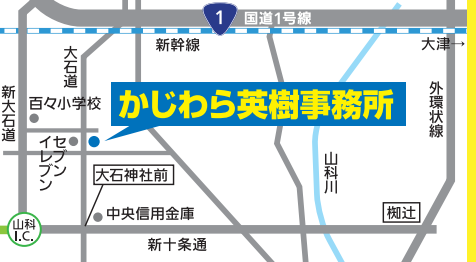 1
国道1号線
新幹線
大津→
大石道
新大石道
百々小学校
かじわら英樹事務所
外環状線
セブン
イレブン
山科川
大石神社前
中央信用金庫
椥辻
山科
I.C.
新十条通